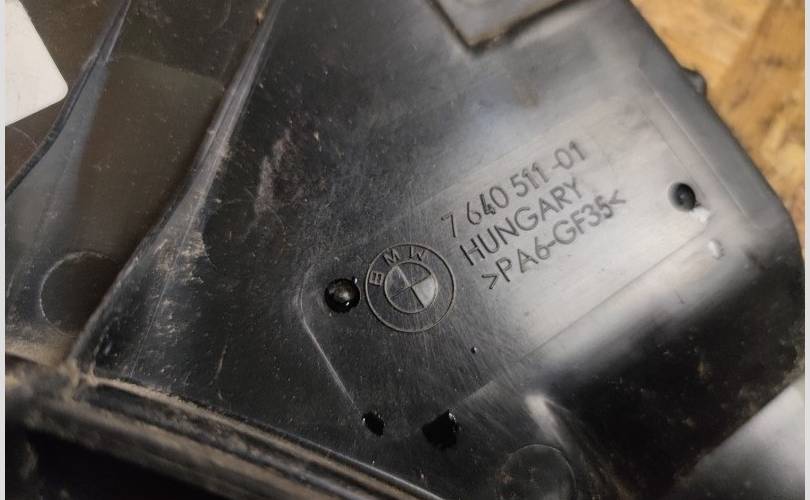 BMW
7 640 511-01
HUNGARY
>PA6-GF35<